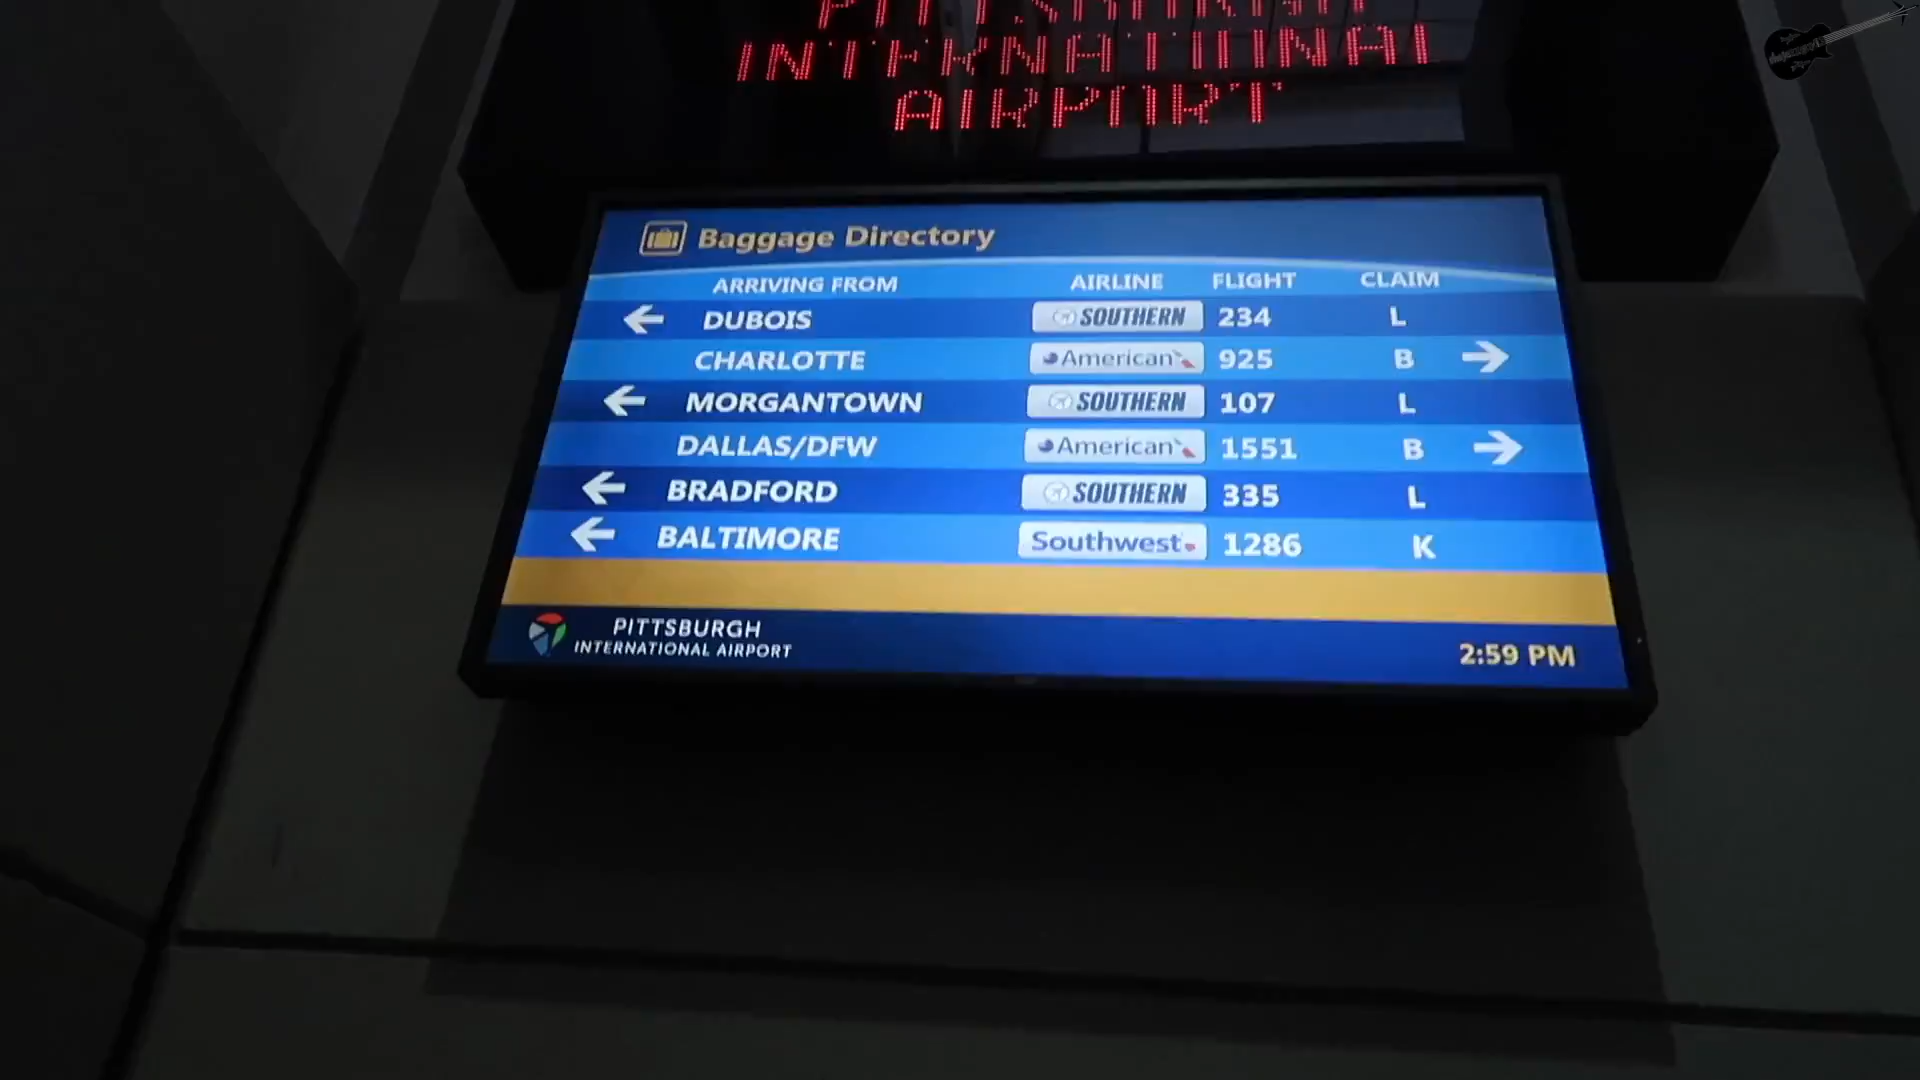 PITTSBURGH
INTERNATIONAL
AIRPORT
Baggage Directory
ARRIVING FROM AIRLINE FLIGHT CLAIM
DUBOIS SOUTHERN 234 L
CHARLOTTE American 925 B
MORGANTOWN SOUTHERN 107 L
DALLAS/DFW American 1551 B
BRADFORD SOUTHERN 335 L
BALTIMORE Southwest 1286 K
PITTSBURGH
INTERNATIONAL AIRPORT
2:59 PM